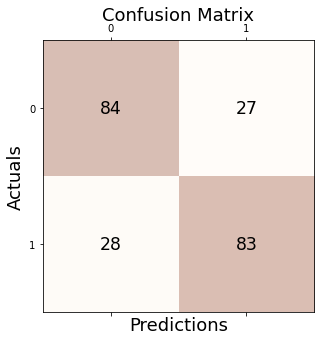 Confusion Matrix
0 1
0 84 27
1 28 83
Actuals
Predictions